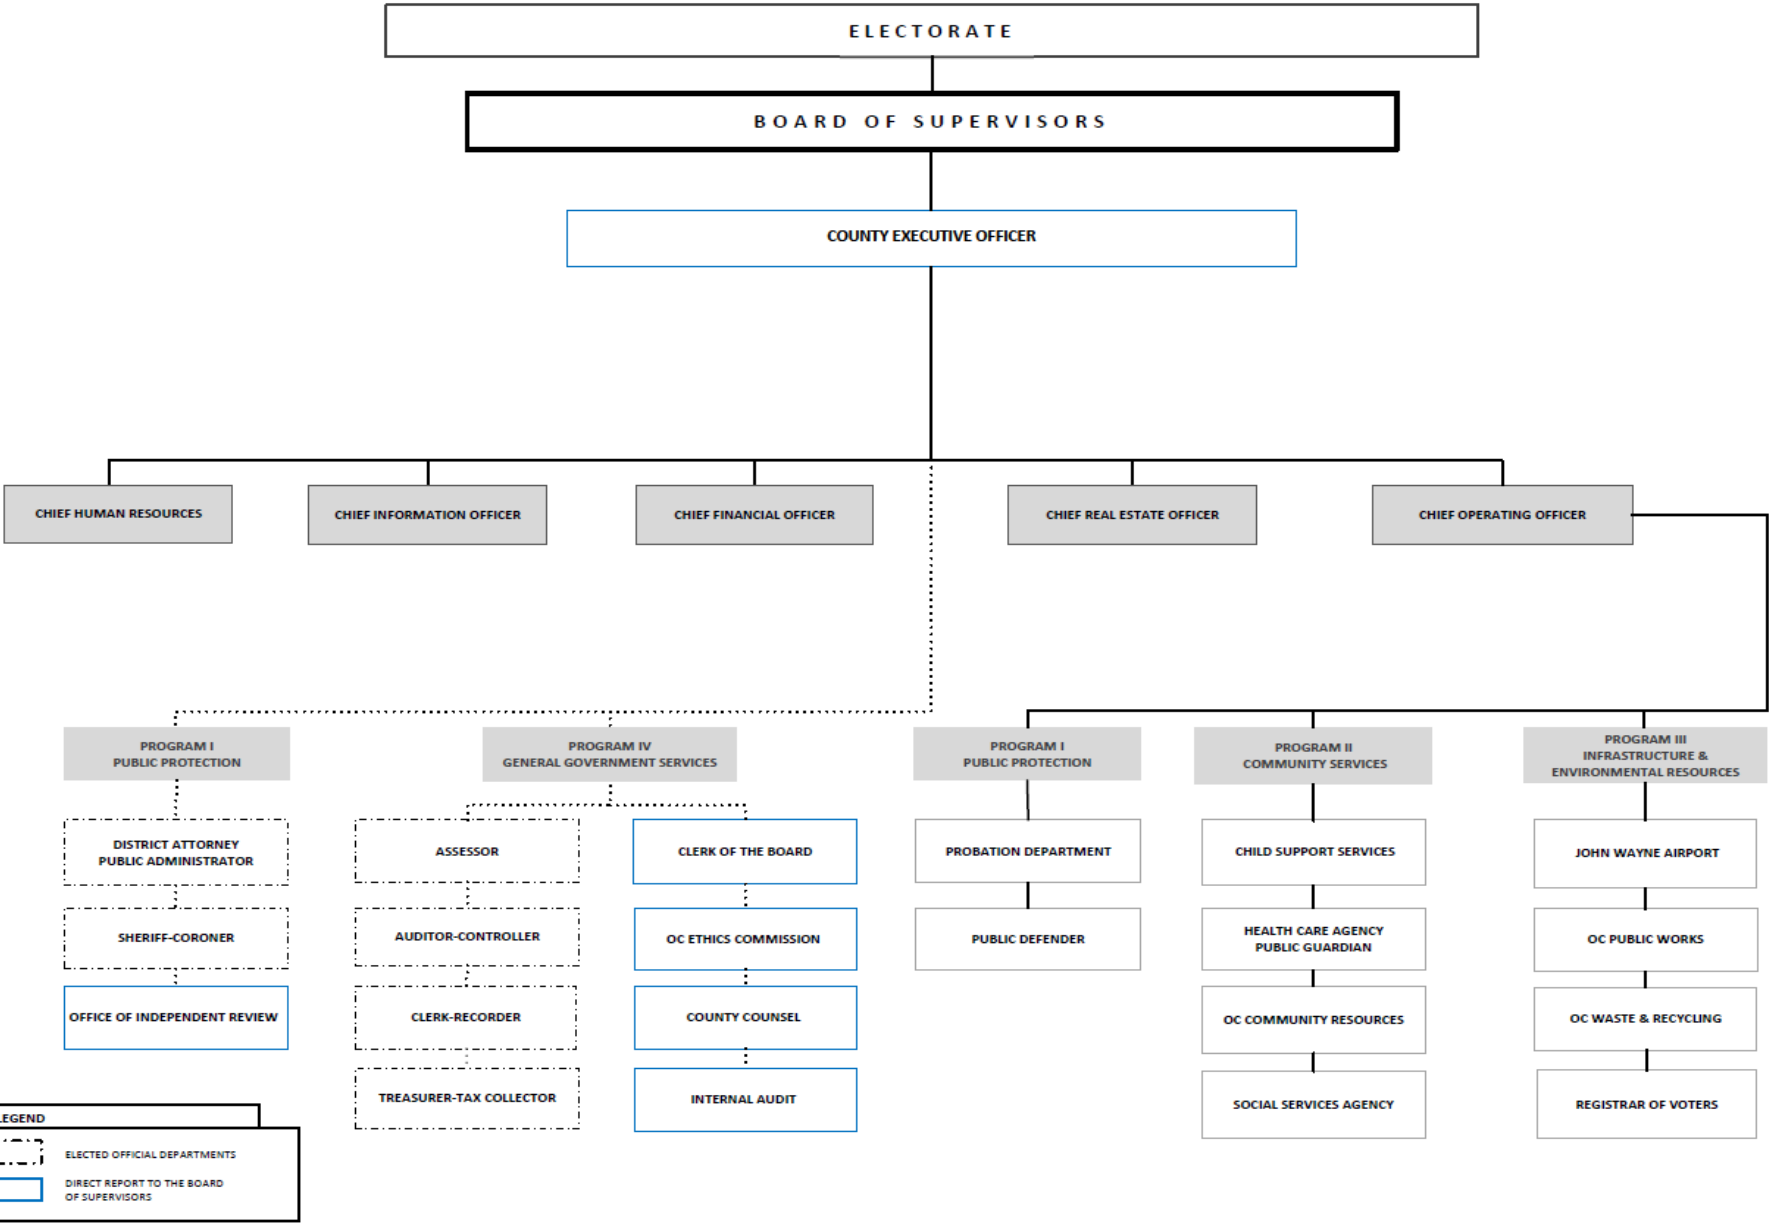 ELECTORATE
BOARD OF SUPERVISORS
COUNTY EXECUTIVE OFFICER
CHIEF HUMAN RESOURCES
CHIEF INFORMATION OFFICER
CHIEF FINANCIAL OFFICER
CHIEF REAL ESTATE OFFICER
CHIEF OPERATING OFFICER
PROGRAM I
PUBLIC PROTECTION
DISTRICT ATTORNEY
PUBLIC ADMINISTRATOR
SHERIFF-CORONER
OFFICE OF INDEPENDENT REVIEW
PROGRAM IV
GENERAL GOVERNMENT SERVICES
ASSESSOR
AUDITOR-CONTROLLER
CLERK-RECORDER
TREASURER-TAX COLLECTOR
CLERK OF THE BOARD
OC ETHICS COMMISSION
COUNTY COUNSEL
INTERNAL AUDIT
PROGRAM I
PUBLIC PROTECTION
PROBATION DEPARTMENT
PUBLIC DEFENDER
PROGRAM II
COMMUNITY SERVICES
CHILD SUPPORT SERVICES
HEALTH CARE AGENCY
PUBLIC GUARDIAN
OC COMMUNITY RESOURCES
SOCIAL SERVICES AGENCY
PROGRAM III
INFRASTRUCTURE &
ENVIRONMENTAL RESOURCES
JOHN WAYNE AIRPORT
OC PUBLIC WORKS
OC WASTE & RECYCLING
REGISTRAR OF VOTERS
LEGEND
ELECTED OFFICIAL DEPARTMENTS
DIRECT REPORT TO THE BOARD
OF SUPERVISORS